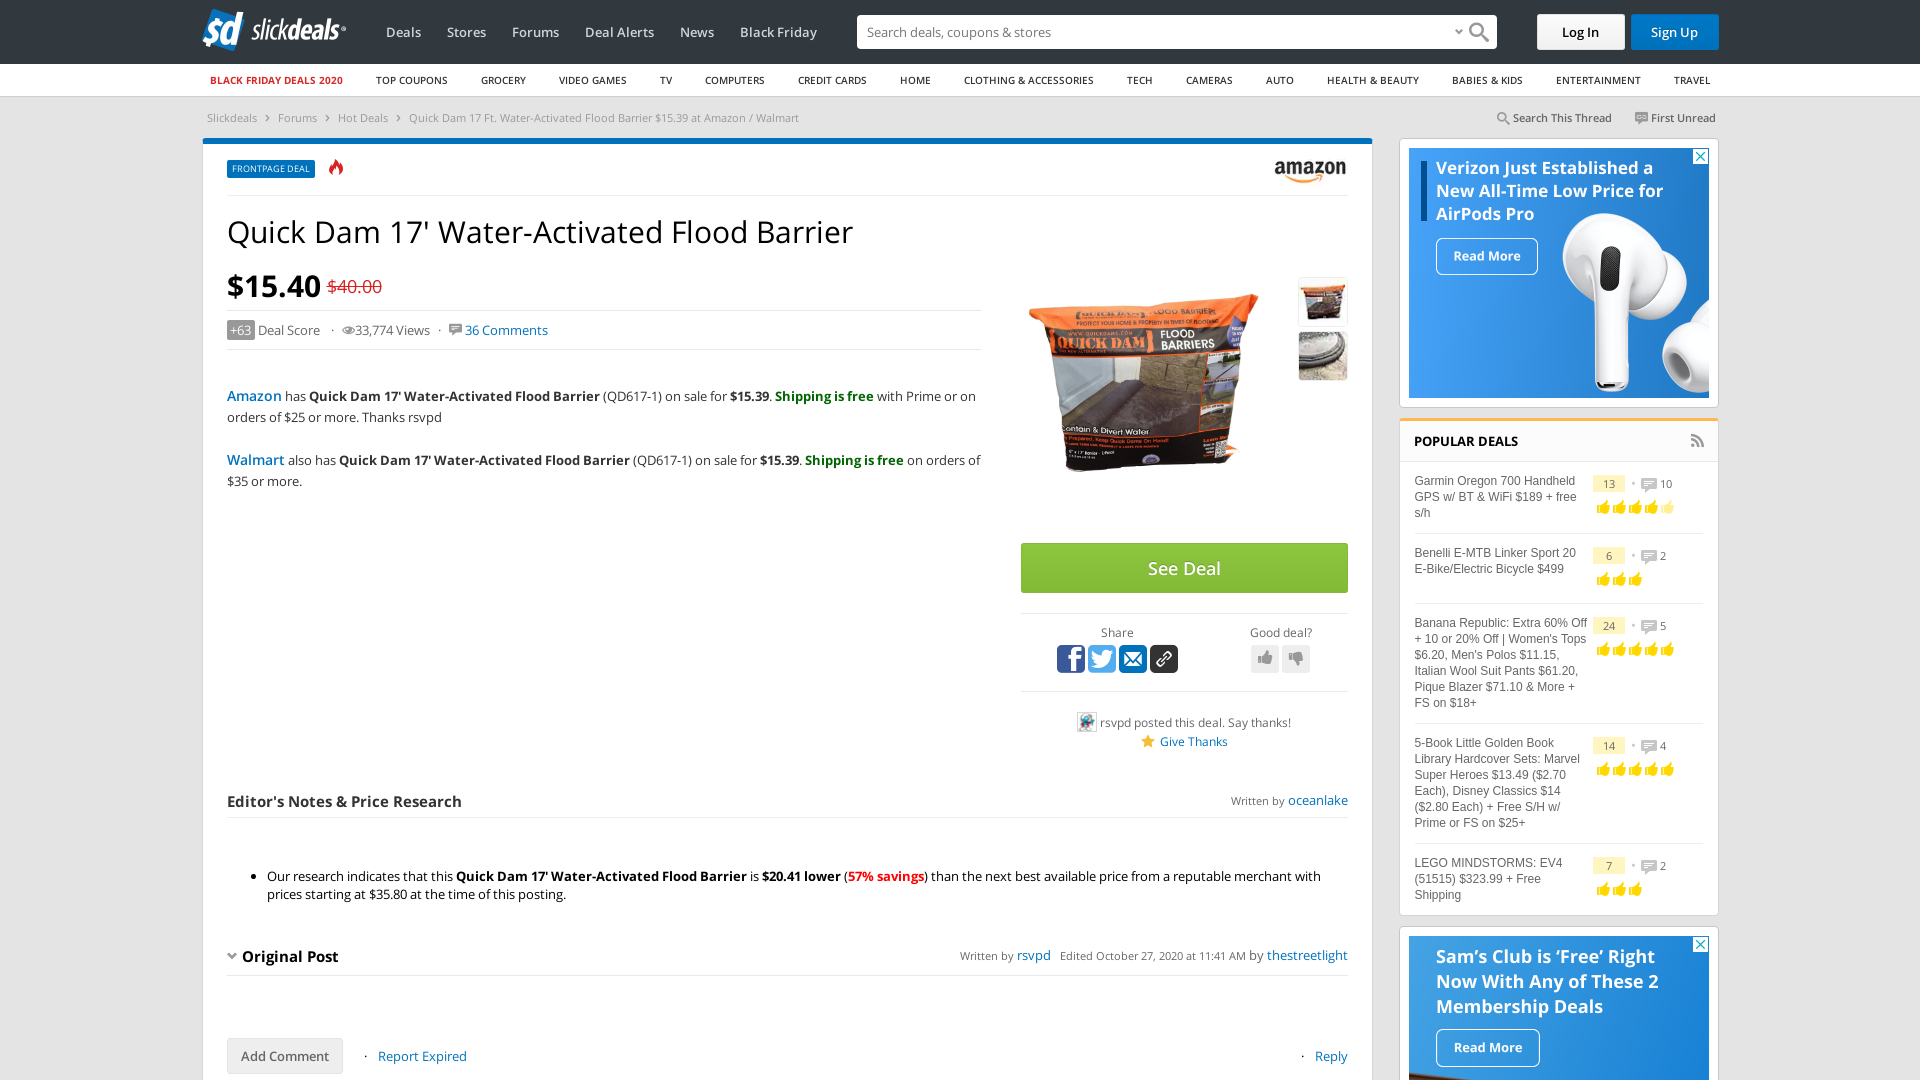 slickdeals
Deals
Stores
Forums
Deal Alerts
News
Black Friday
Search deals, coupons & shopping
Log In
Sign Up
BLACK FRIDAY DEALS 2020
TOP COUPONS
GROCERY
VIDEO GAMES
TV
COMPUTERS
CREDIT CARDS
HOME
CLOTHING & ACCESSORIES
TECH
CAMERAS
AUTO
HEALTH & BEAUTY
BABIES & KIDS
ENTERTAINMENT
TRAVEL
Slickdeals › Forums › Hot Deals › Quick Dam 17 Ft. Water-Activated Flood Barrier $15.39 at Amazon / Walmart
Search This Thread
First Unread
FRONTPAGE DEAL
amazon
Quick Dam 17' Water-Activated Flood Barrier
$15.40 $40.00
+63 Deal Score · 33,774 Views · 36 Comments
Amazon has Quick Dam 17' Water-Activated Flood Barrier (QD617-1) on sale for $15.39. Shipping is free with Prime or on
orders of $25 or more. Thanks rsvpd
Walmart also has Quick Dam 17' Water-Activated Flood Barrier (QD617-1) on sale for $15.39. Shipping is free on orders of
$35 or more.
QUICK DAM
FLOOD
BARRIERS
Contain & Divert Water
See Deal
Share
Good deal?
rsvpd posted this deal. Say thanks!
Give Thanks
Editor's Notes & Price Research
Written by oceanlake
• Our research indicates that this Quick Dam 17' Water-Activated Flood Barrier is $20.41 lower (57% savings) than the next best available price from a reputable merchant with
prices starting at $35.80 at the time of this posting.
Original Post
Written by rsvpd Edited October 27, 2020 at 11:41 AM by thestreetlight
Add Comment
· Report Expired
· Reply
Verizon Just Established a
New All-Time Low Price for
AirPods Pro
Read More
POPULAR DEALS
Garmin Oregon 700 Handheld
GPS w/ BT & WiFi $189 + free
s/h
13 • 10
Benelli E-MTB Linker Sport 20
E-Bike/Electric Bicycle $499
6 • 2
Banana Republic: Extra 60% Off
+ 10 or 20% Off | Women's Tops
$6.20, Men's Polos $11.15,
Italian Wool Suit Pants $61.20,
Pique Blazer $71.10 & More +
FS on $18+
24 • 5
5-Book Little Golden Book
Library Hardcover Sets: Marvel
Super Heroes $13.49 ($2.70
Each), Disney Classics $14
($2.80 Each) + Free S/H w/
Prime or FS on $25+
14 • 4
LEGO MINDSTORMS: EV4
(51515) $323.99 + Free
Shipping
7 • 2
Sam's Club is 'Free' Right
Now With Any of These 2
Membership Deals
Read More